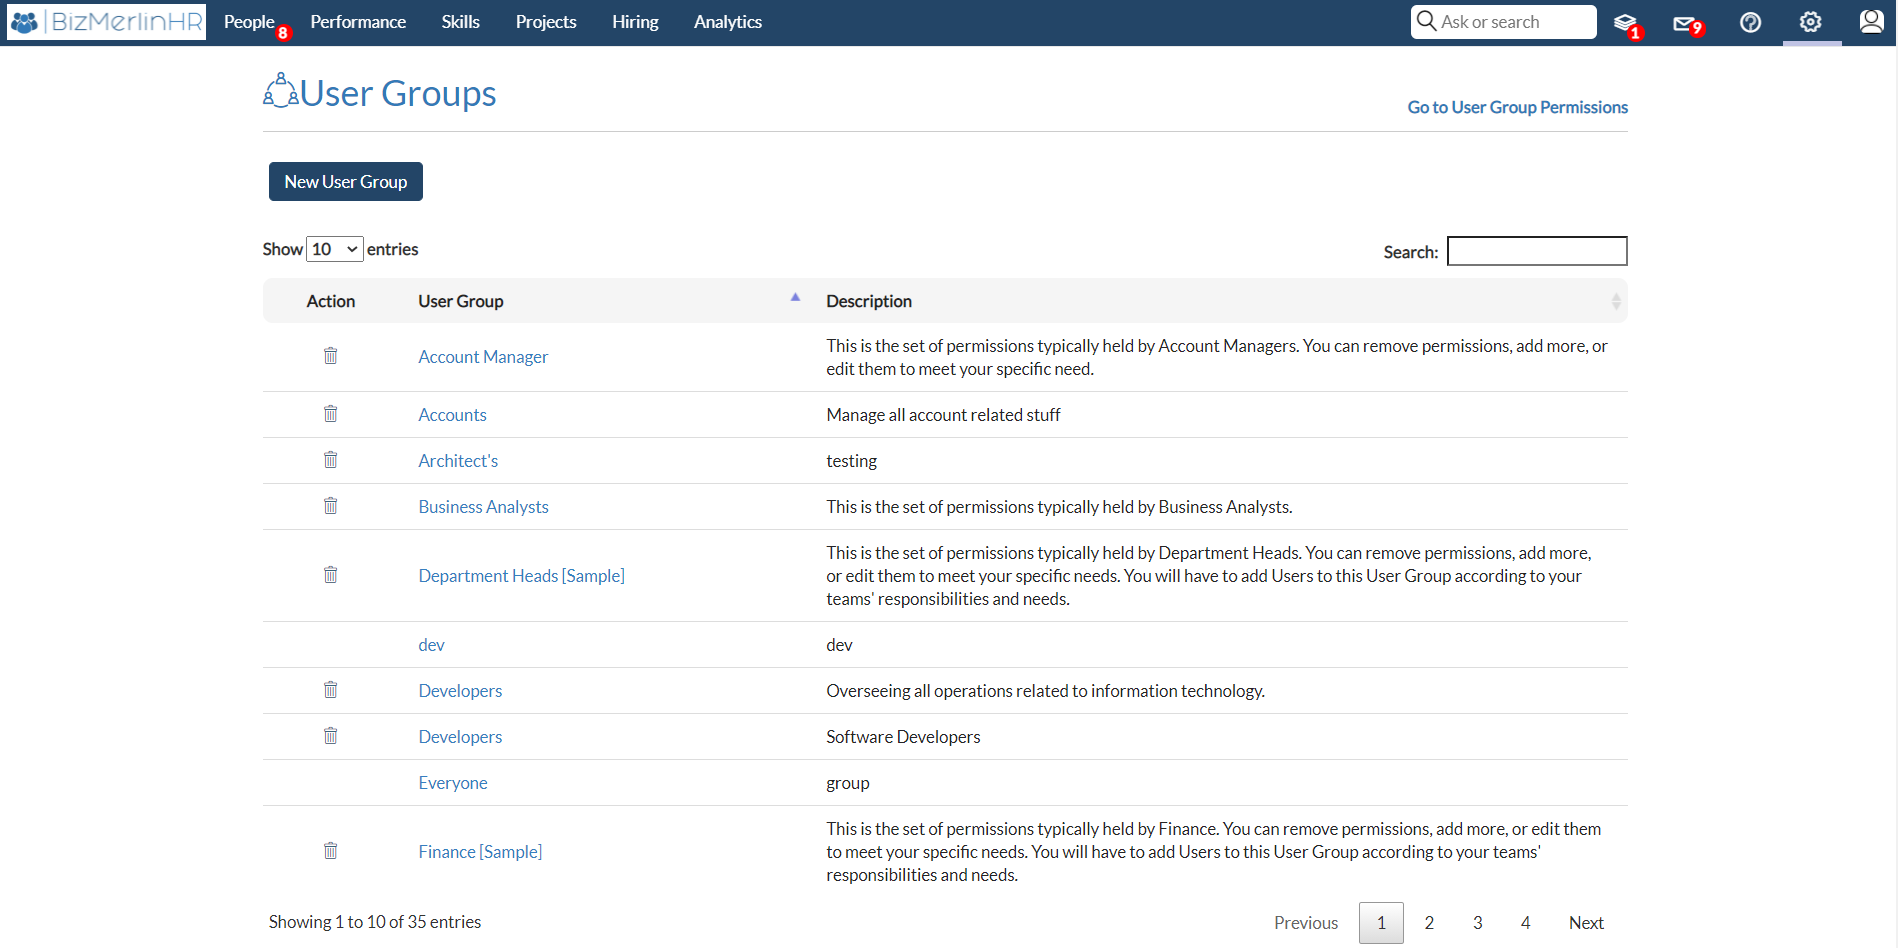 BizMerlinHR
People 8 Performance Skills Projects Hiring Analytics Ask or search 1 9
User Groups
Go to User Group Permissions
New User Group
Show 10 entries
Search:
Action User Group Description
Account Manager
This is the set of permissions typically held by Account Managers. You can remove permissions, add more, or
edit them to meet your specific need.
Accounts Manage all account related stuff
Architect's testing
Business Analysts This is the set of permissions typically held by Business Analysts.
Department Heads [Sample]
This is the set of permissions typically held by Department Heads. You can remove permissions, add more,
or edit them to meet your specific needs. You will have to add Users to this User Group according to your
teams' responsibilities and needs.
dev dev
Developers Overseeing all operations related to information technology.
Developers Software Developers
Everyone group
Finance [Sample]
This is the set of permissions typically held by Finance. You can remove permissions, add more, or edit them
to meet your specific needs. You will have to add Users to this User Group according to your teams'
responsibilities and needs.
Showing 1 to 10 of 35 entries
Previous 1 2 3 4 Next